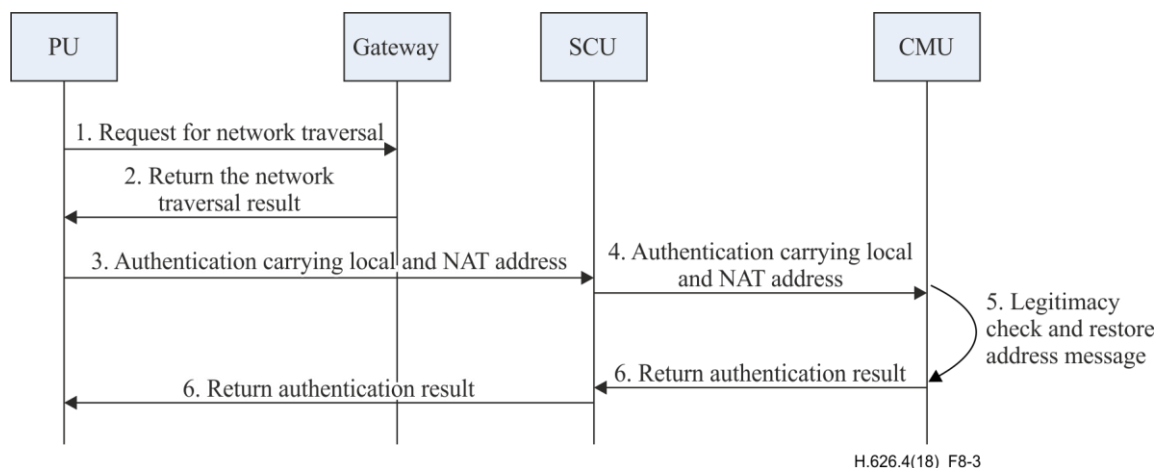 PU
Gateway
SCU
CMU
1. Request for network traversal
2. Return the network
traversal result
3. Authentication carrying local and NAT address
4. Authentication carrying local
and NAT address
5. Legitimacy
check and restore
address message
6. Return authentication result
6. Return authentication result
H.626.4(18)_F8-3